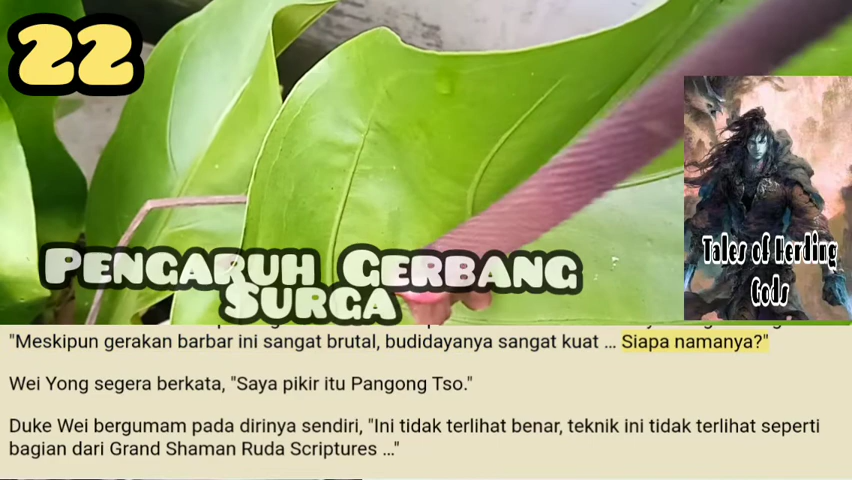 22
Tales of Herding
Gods
PENGARUH GERBANG
SURGA
"Meskipun gerakan barbar ini sangat brutal, budidayanya sangat kuat ... Siapa namanya?"
Wei Yong segera berkata, "Saya pikir itu Pangong Tso."
Duke Wei bergumam pada dirinya sendiri, "Ini tidak terlihat benar, teknik ini tidak terlihat seperti
bagian dari Grand Shaman Ruda Scriptures ..."